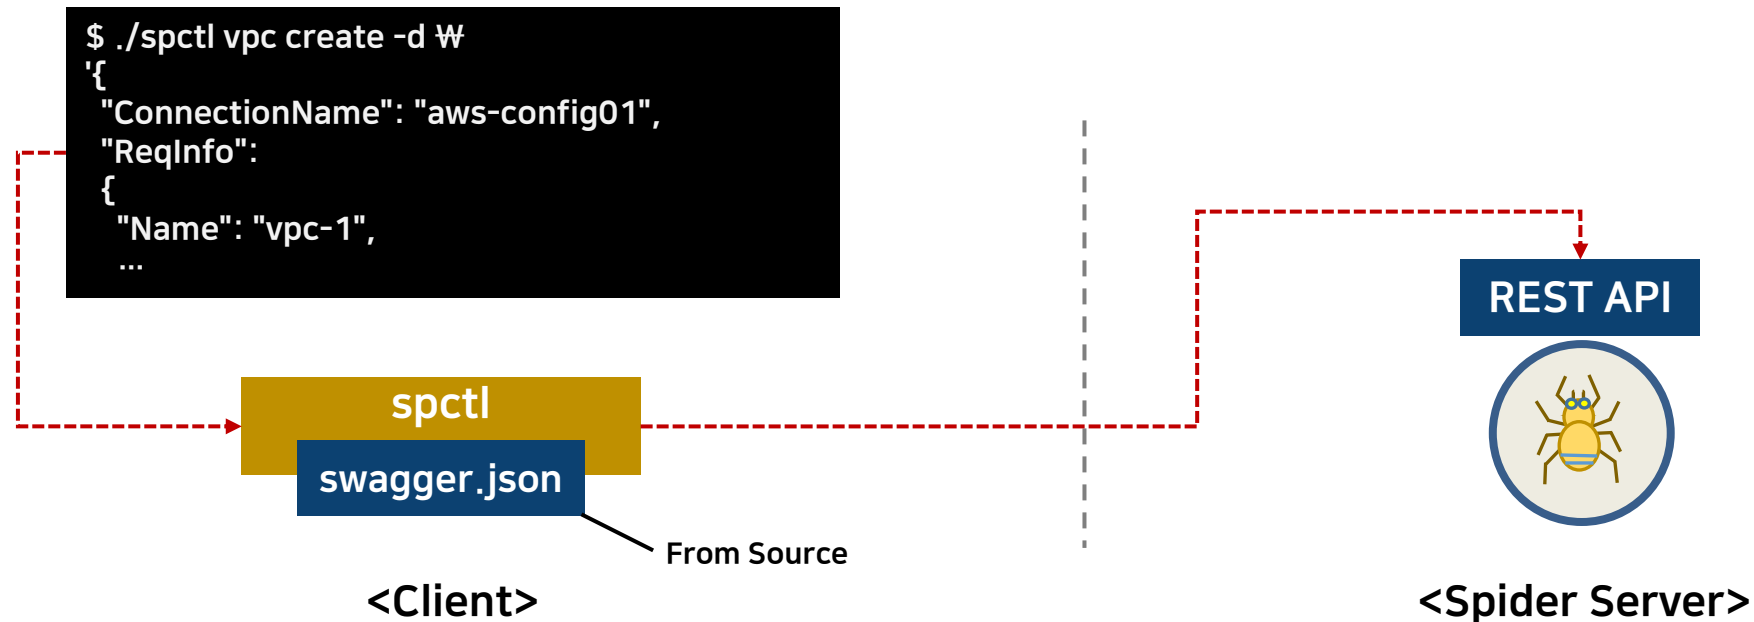 $ ./spctl vpc create -d ₩
'{
"ConnectionName": "aws-config01",
"ReqInfo":
{
"Name": "vpc-1",
...
REST API
spctl
swagger.json
From Source
<Client>
<Spider Server>